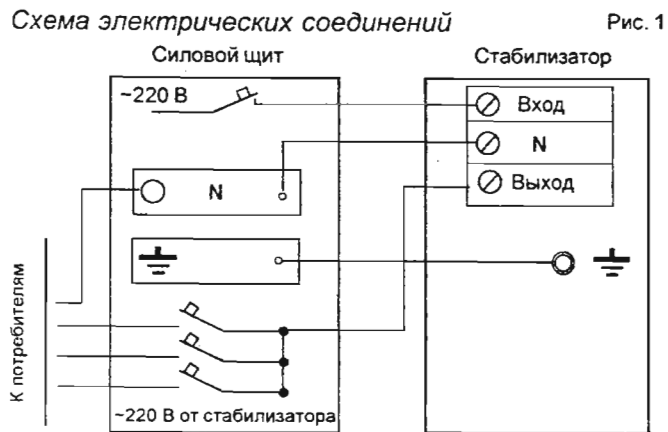 Схема электрических соединений
Рис. 1
Силовой щит
Стабилизатор
~220 В
Вход
N
Выход
N
К потребителям
~220 В от стабилизатора